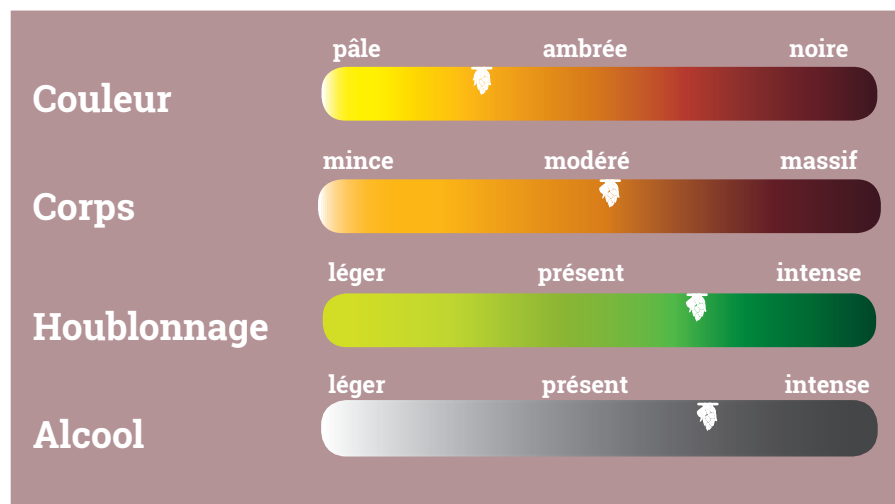 pâle ambrée noire
Couleur
mince modéré massif
Corps
léger présent intense
Houblonnage
léger présent intense
Alcool